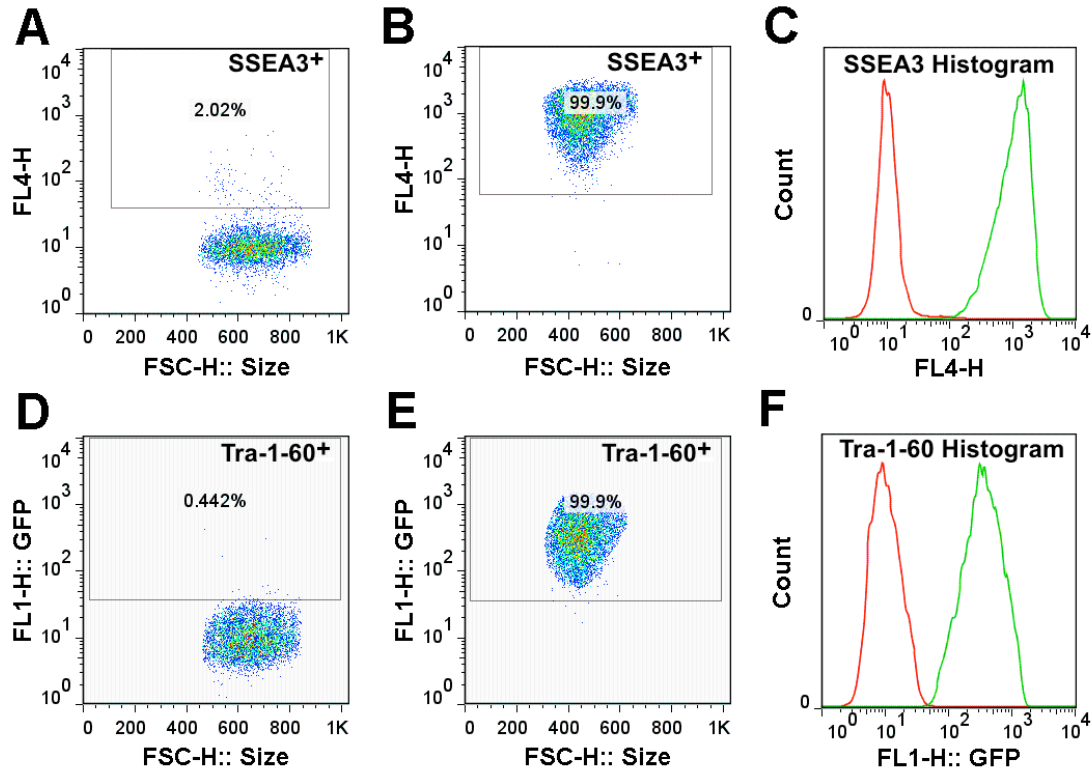 A
SSEA3+
2.02%
10^4
10^3
10^2
10^1
10^0
FL4-H
0 200 400 600 800 1K
FSC-H:: Size
B
SSEA3+
99.9%
10^4
10^3
10^2
10^1
10^0
FL4-H
0 200 400 600 800 1K
FSC-H:: Size
C
SSEA3 Histogram
Count
0
10^0 10^1 10^2 10^3 10^4
FL4-H
D
Tra-1-60+
0.442%
10^4
10^3
10^2
10^1
10^0
FL1-H:: GFP
0 200 400 600 800 1K
FSC-H:: Size
E
Tra-1-60+
99.9%
10^4
10^3
10^2
10^1
10^0
FL1-H:: GFP
0 200 400 600 800 1K
FSC-H:: Size
F
Tra-1-60 Histogram
Count
0
10^0 10^1 10^2 10^3 10^4
FL1-H:: GFP